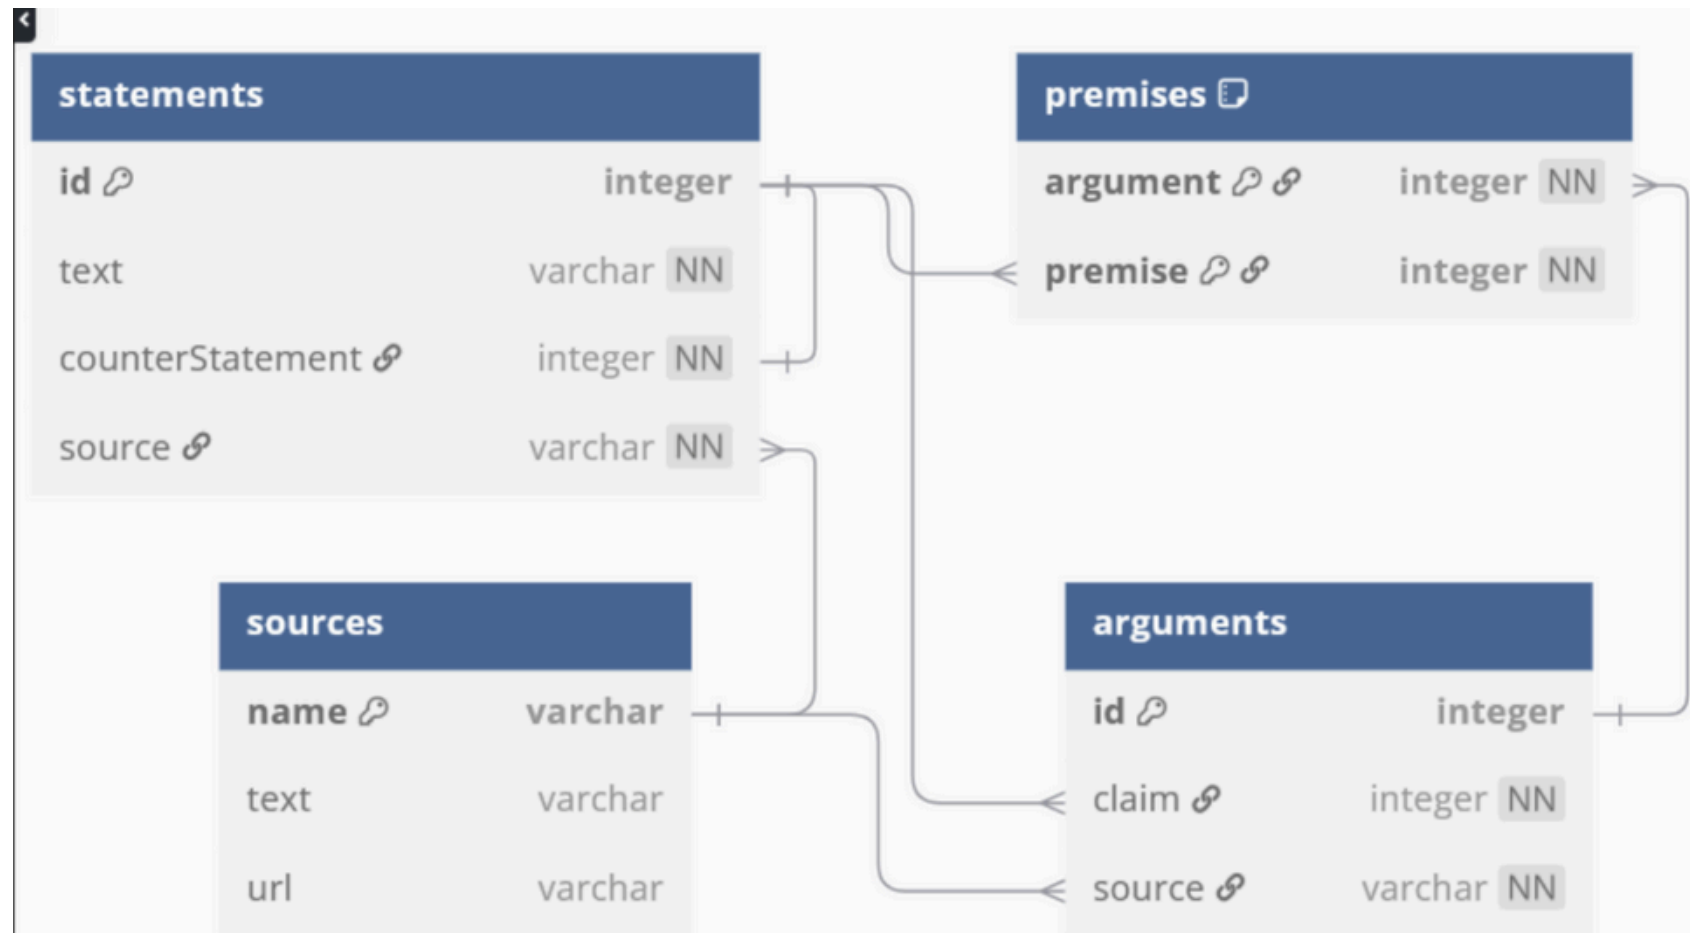 statements
id integer
text varchar NN
counterStatement integer NN
source varchar NN
premises
argument integer NN
premise integer NN
sources
name varchar
text varchar
url varchar
arguments
id integer
claim integer NN
source varchar NN